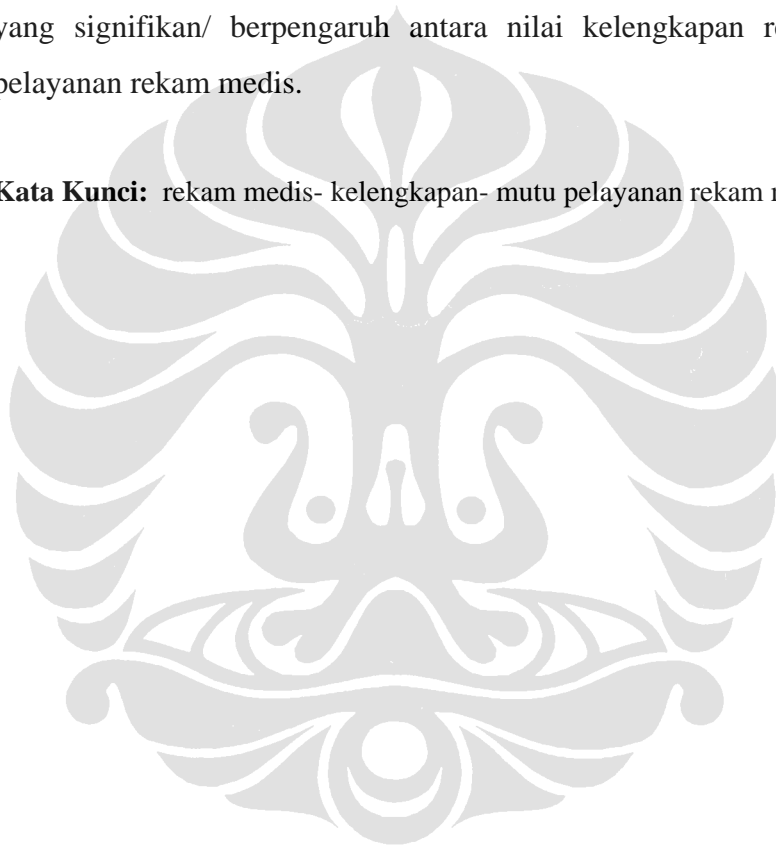 yang signifikan/ berpengaruh antara nilai kelengkapan
pelayanan rekam medis.
Kata Kunci: rekam medis- kelengkapan- mutu pelayanan rekam